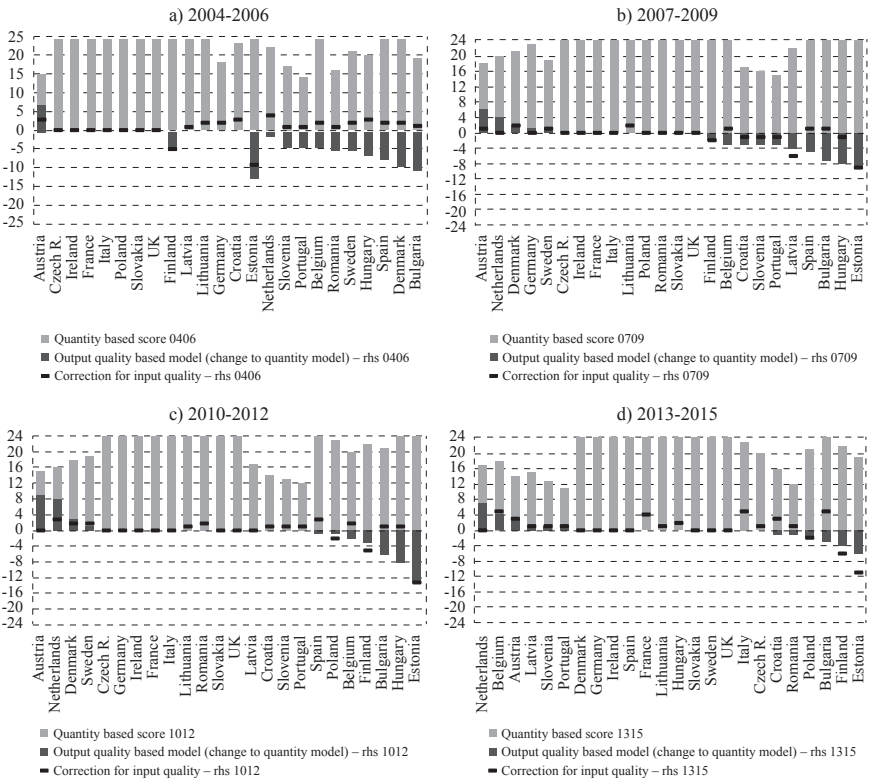 a) 2004-2006
25
20
15
10
5
0
-5
-10
-15
-20
-25
Austria
Czech R.
Ireland
France
Italy
Poland
Slovakia
UK
Finland
Latvia
Lithuania
Germany
Croatia
Estonia
Netherlands
Slovenia
Portugal
Belgium
Romania
Sweden
Hungary
Spain
Denmark
Bulgaria
Quantity based score 0406
Output quality based model (change to quantity model) – rhs 0406
Correction for input quality – rhs 0406
b) 2007-2009
24
20
16
12
8
4
0
-4
-8
-12
-16
-20
-24
Austria
Netherlands
Denmark
Germany
Sweden
Czech R.
Ireland
France
Italy
Lithuania
Poland
Romania
Slovakia
UK
Finland
Belgium
Croatia
Slovenia
Portugal
Latvia
Spain
Bulgaria
Hungary
Estonia
Quantity based score 0709
Output quality based model (change to quantity model) – rhs 0709
Correction for input quality – rhs 0709
c) 2010-2012
24
20
16
12
8
4
0
-4
-8
-12
-16
-20
-24
Austria
Netherlands
Denmark
Sweden
Czech R.
Germany
Ireland
France
Italy
Lithuania
Romania
Slovakia
UK
Latvia
Croatia
Slovenia
Portugal
Spain
Poland
Belgium
Finland
Bulgaria
Hungary
Estonia
Quantity based score 1012
Output quality based model (change to quantity model) – rhs 1012
Correction for input quality – rhs 1012
d) 2013-2015
24
20
16
12
8
4
0
-4
-8
-12
-16
-20
-24
Netherlands
Belgium
Austria
Latvia
Slovenia
Portugal
Denmark
Germany
Ireland
Spain
France
Lithuania
Hungary
Slovakia
Sweden
UK
Italy
Czech R.
Croatia
Romania
Poland
Bulgaria
Finland
Estonia
Quantity based score 1315
Output quality based model (change to quantity model) – rhs 1315
Correction for input quality – rhs 1315